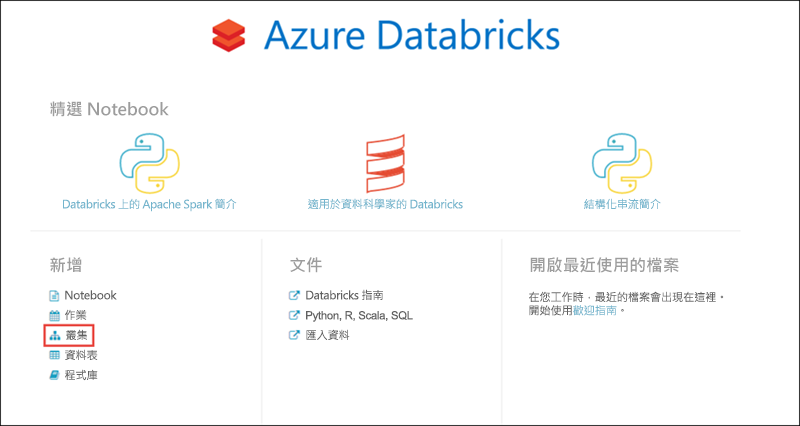 Azure Databricks
精選 Notebook
Databricks 上的 Apache Spark 簡介
適用於資料科學家的 Databricks
結構化串流簡介
新增
Notebook
作業
叢集
資料表
程式庫
文件
Databricks 指南
Python, R, Scala, SQL
匯入資料
開啟最近使用的檔案
在您工作時，最近的檔案會出現在這裡。
開始使用歡迎指南。